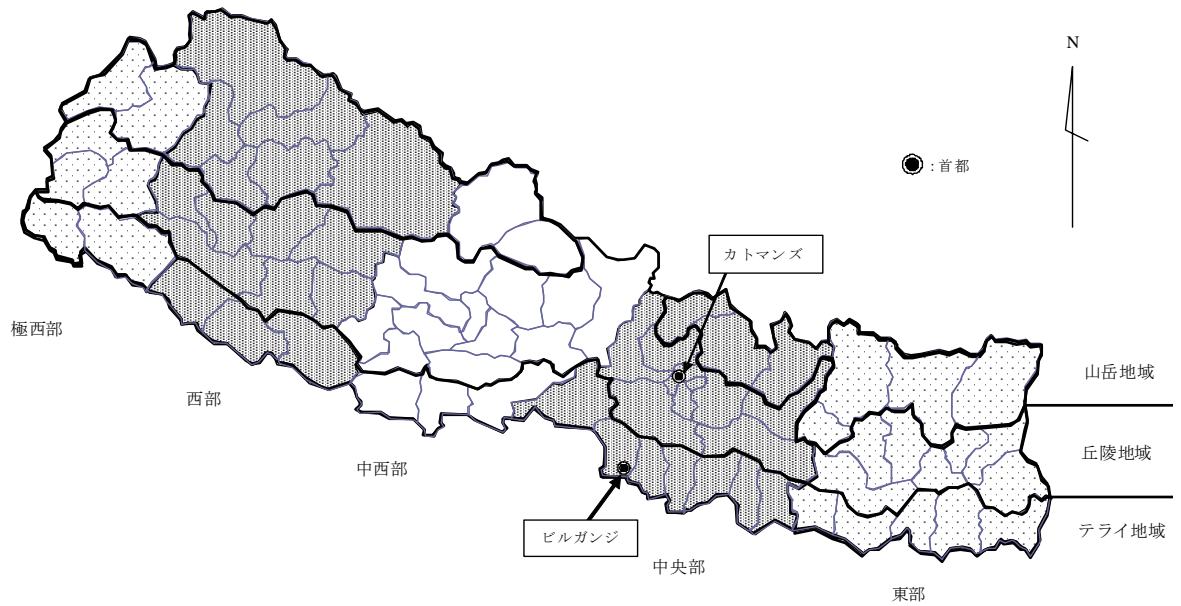 N
：首都
カトマンズ
極西部
山岳地域
西部
丘陵地域
中西部
テライ地域
ビルガンジ
中央部
東部